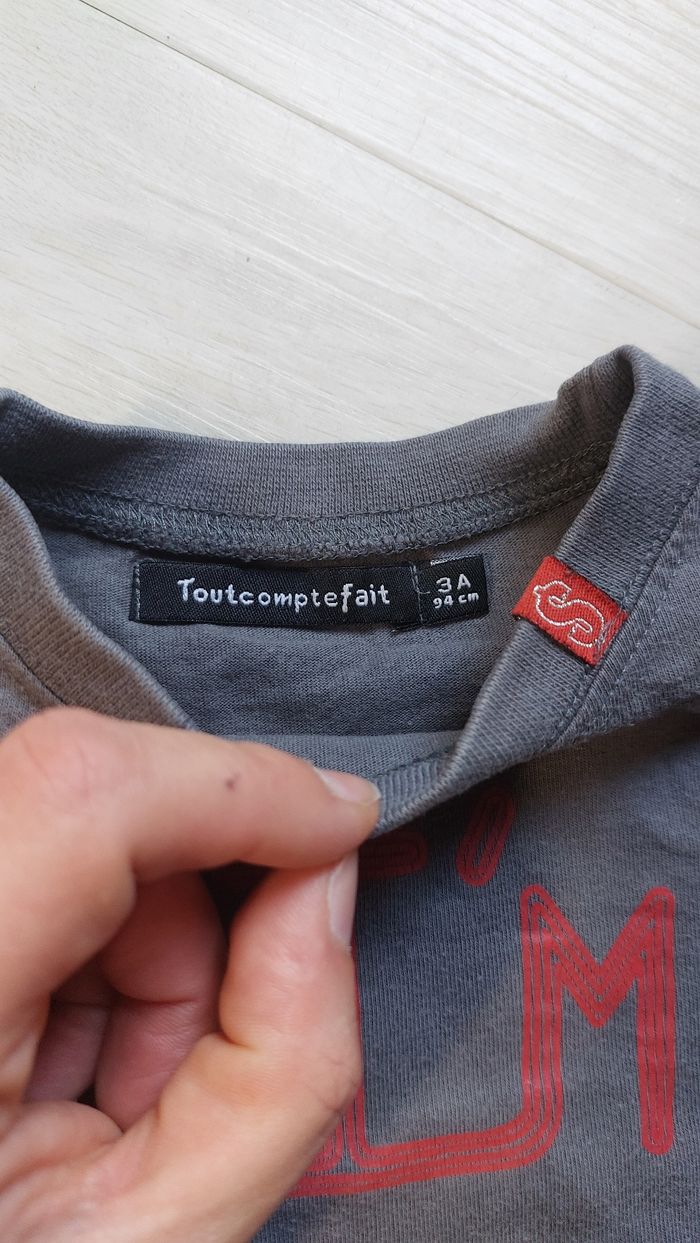 Toutcomptefait
3A
94 cm
M